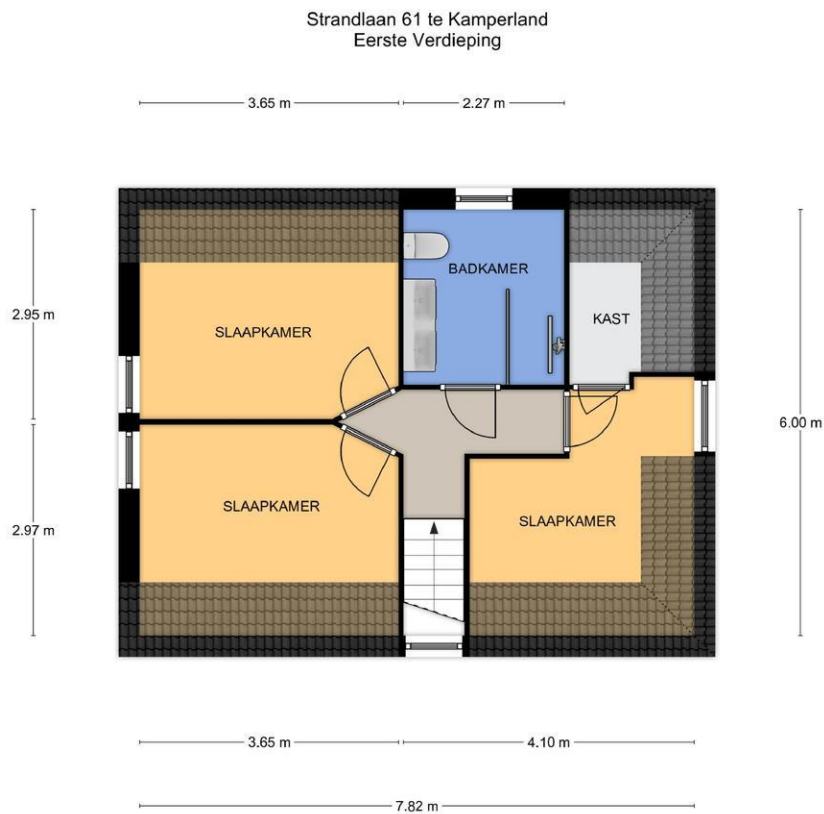 Strandlaan 61 te Kamperland
Eerste Verdieping
3.65 m
2.27 m
BADKAMER
2.95 m
SLAAPKAMER
KAST
6.00 m
SLAAPKAMER
SLAAPKAMER
2.97 m
3.65 m
4.10 m
7.82 m